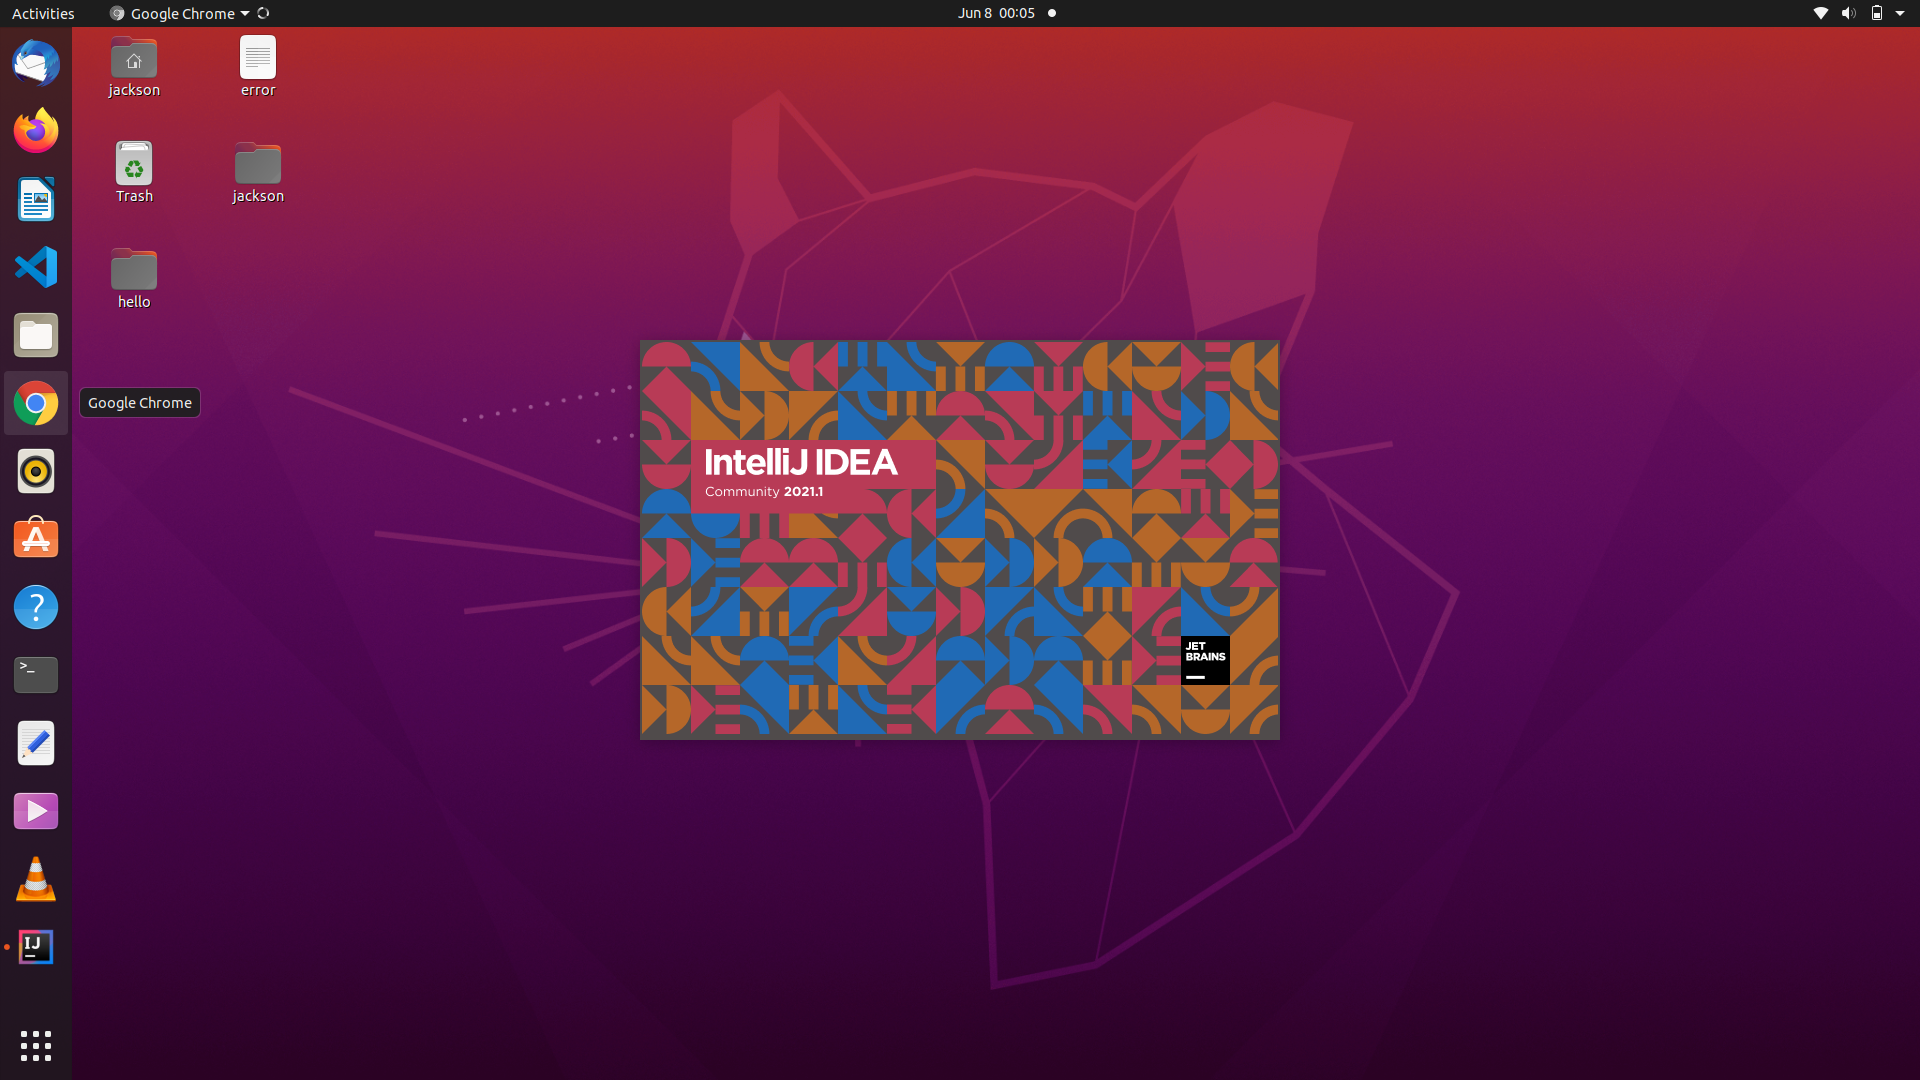 Activities
Google Chrome
Jun 8 00:05
jackson
error
Trash
jackson
hello
Google Chrome
IntelliJ IDEA
Community 2021.1
JET
BRAINS
?
>_
IJ